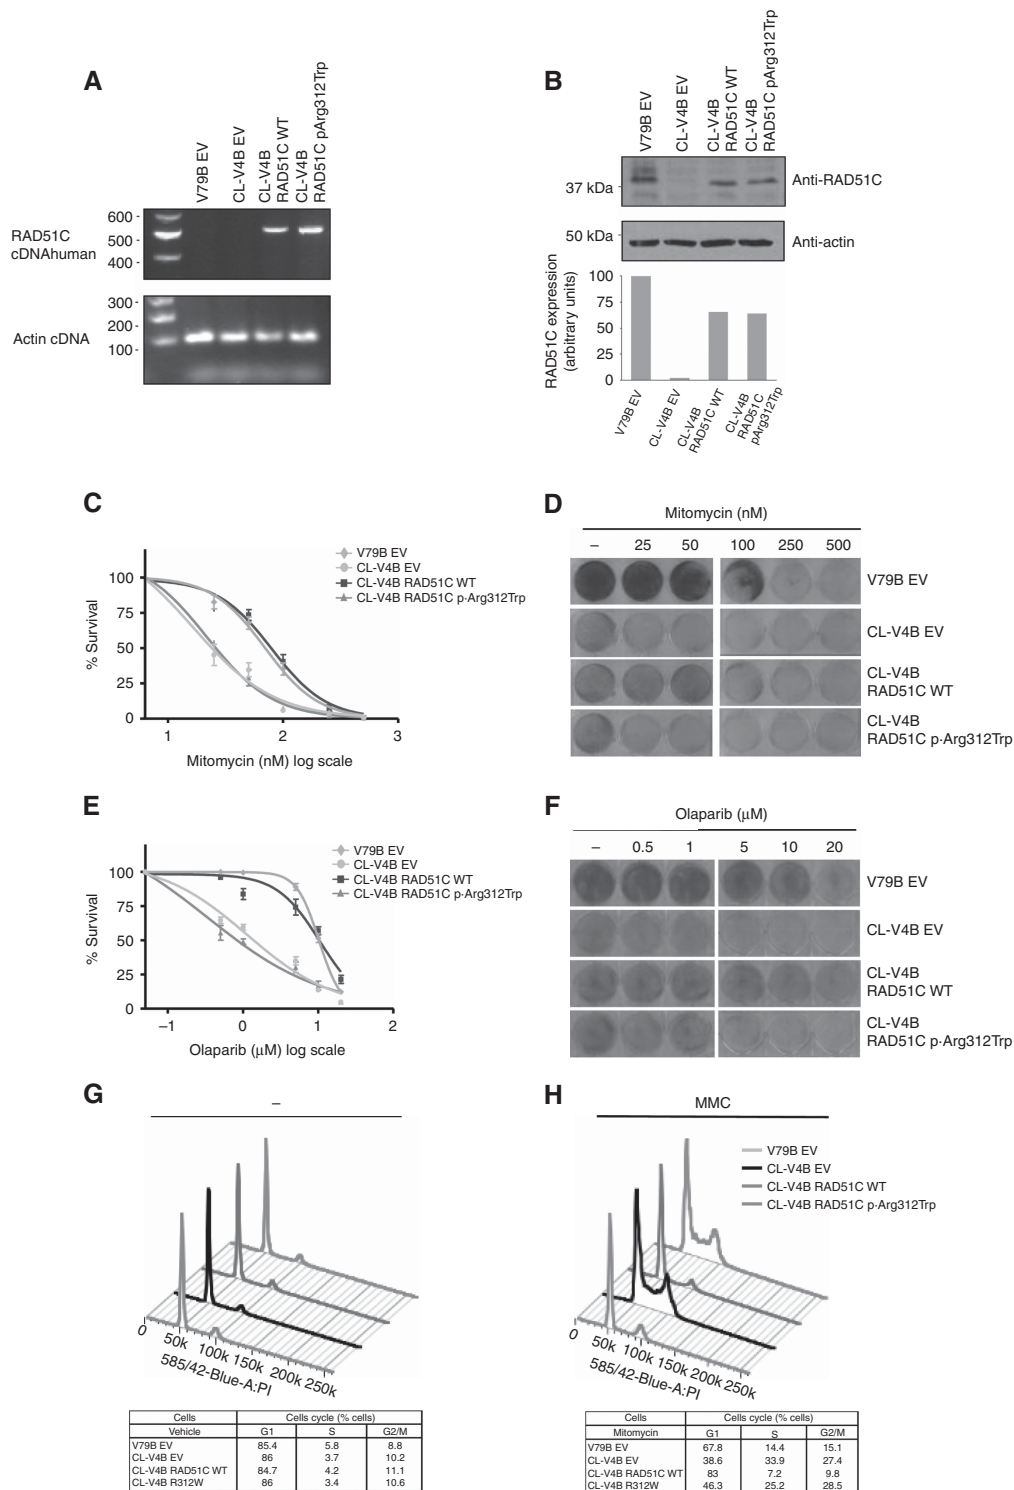 A
V79B EV
CL-V4B EV
CL-V4B
RAD51C WT
CL-V4B
RAD51C pArg312Trp
RAD51C
cDNAhuman
600
500
400
Actin cDNA
300
200
100
B
V79B EV
CL-V4B EV
CL-V4B
RAD51C WT
CL-V4B
RAD51C pArg312Trp
37 kDa
Anti-RAD51C
50 kDa
Anti-actin
RAD51C expression
(arbitrary units)
100
75
50
25
0
V79B EV
CL-V4B EV
CL-V4B
RAD51C WT
CL-V4B
RAD51C
pArg312Trp
C
V79B EV
CL-V4B EV
CL-V4B RAD51C WT
CL-V4B RAD51C p·Arg312Trp
% Survival
100
75
50
25
0
1 2 3
Mitomycin (nM) log scale
D
Mitomycin (nM)
– 25 50 100 250 500
V79B EV
CL-V4B EV
CL-V4B
RAD51C WT
CL-V4B
RAD51C p·Arg312Trp
E
V79B EV
CL-V4B EV
CL-V4B RAD51C WT
CL-V4B RAD51C p·Arg312Trp
% Survival
100
75
50
25
0
–1 0 1 2
Olaparib (μM) log scale
F
Olaparib (μM)
– 0.5 1 5 10 20
V79B EV
CL-V4B EV
CL-V4B
RAD51C WT
CL-V4B
RAD51C p·Arg312Trp
G
–
0 50k 100k 150k 200k 250k
585/42-Blue-A:PI
Cells Cells cycle (% cells)
Vehicle G1 S G2/M
V79B EV 85.4 5.8 8.8
CL-V4B EV 86 3.7 10.2
CL-V4B RAD51C WT 84.7 4.2 11.1
CL-V4B R312W 86 3.4 10.6
H
MMC
V79B EV
CL-V4B EV
CL-V4B RAD51C WT
CL-V4B RAD51C p·Arg312Trp
0 50k 100k 150k 200k 250k
585/42-Blue-A:PI
Cells Cells cycle (% cells)
Mitomycin G1 S G2/M
V79B EV 67.8 14.4 15.1
CL-V4B EV 38.6 33.9 27.4
CL-V4B RAD51C WT 83 7.2 9.8
CL-V4B R312W 46.3 25.2 28.5